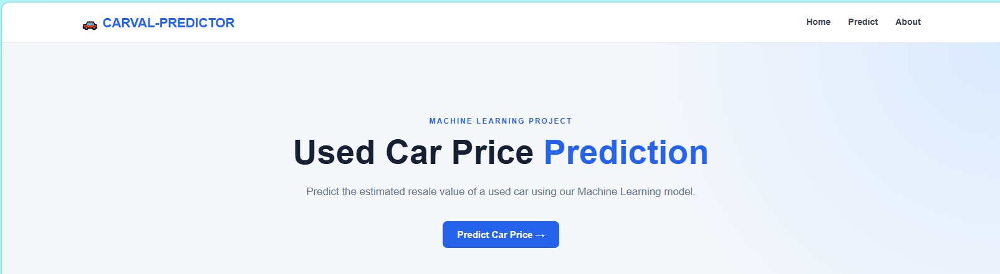 CARVAL-PREDICTOR
Home Predict About
MACHINE LEARNING PROJECT
Used Car Price Prediction
Predict the estimated resale value of a used car using our Machine Learning model.
Predict Car Price →